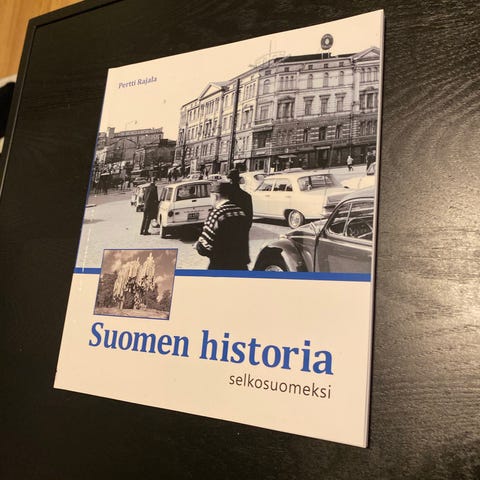 Pertti Rajala
Suomen historia
selkosuomeksi